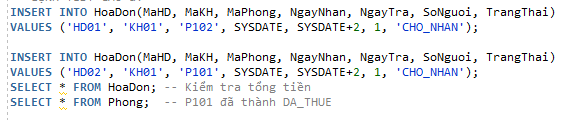 INSERT INTO HoaDon(MaHD, MaKH, MaPhong, NgayNhan, NgayTra, SoNguoi, TrangThai)
VALUES ('HD01', 'KH01', 'P102', SYSDATE, SYSDATE+2, 1, 'CHO_NHAN');
INSERT INTO HoaDon(MaHD, MaKH, MaPhong, NgayNhan, NgayTra, SoNguoi, TrangThai)
VALUES ('HD02', 'KH01', 'P101', SYSDATE, SYSDATE+2, 1, 'CHO_NHAN');
SELECT * FROM HoaDon; -- Kiểm tra tổng tiền
SELECT * FROM Phong;  -- P101 đã thành DA_THUE